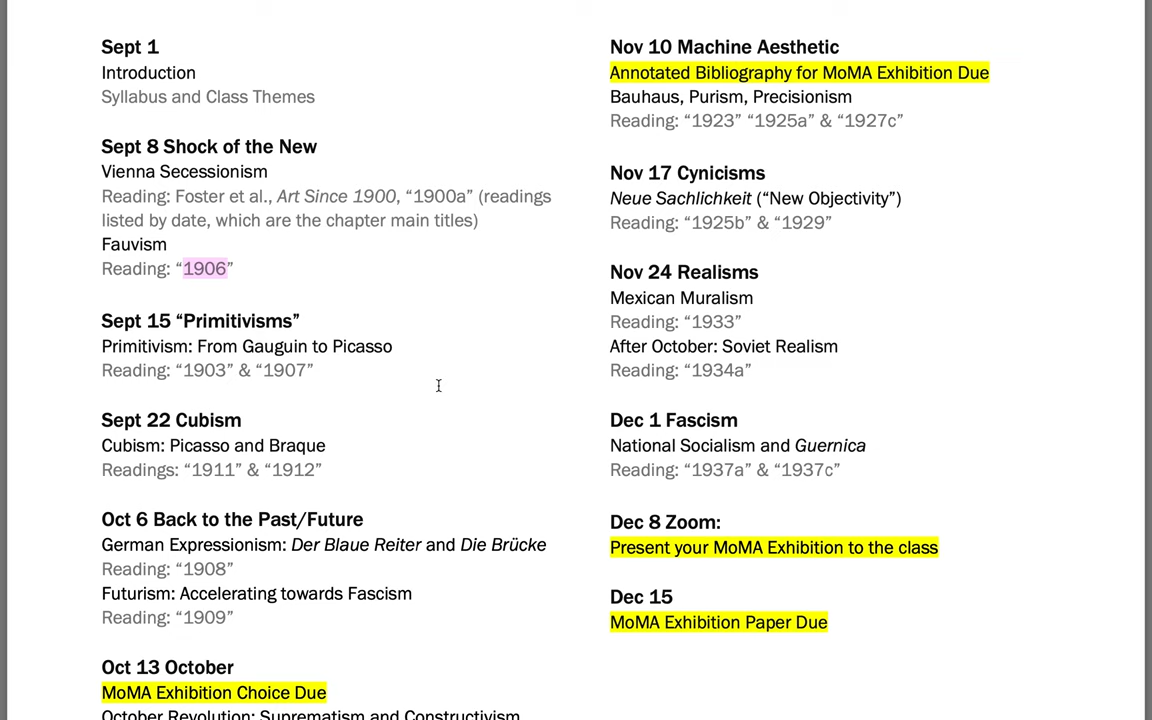 Sept 1
Introduction
Syllabus and Class Themes
Sept 8 Shock of the New
Vienna Secessionism
Reading: Foster et al., Art Since 1900, “1900a” (readings
listed by date, which are the chapter main titles)
Fauvism
Reading: “1906”
Sept 15 “Primitivisms”
Primitivism: From Gauguin to Picasso
Reading: “1903” & “1907”
Sept 22 Cubism
Cubism: Picasso and Braque
Readings: “1911” & “1912”
Oct 6 Back to the Past/Future
German Expressionism: Der Blaue Reiter and Die Brücke
Reading: “1908”
Futurism: Accelerating towards Fascism
Reading: “1909”
Oct 13 October
MoMA Exhibition Choice Due
October Revolution: Suprematism and Constructivism
Nov 10 Machine Aesthetic
Annotated Bibliography for MoMA Exhibition Due
Bauhaus, Purism, Precisionism
Reading: “1923” “1925a” & “1927c”
Nov 17 Cynicisms
Neue Sachlichkeit (“New Objectivity”)
Reading: “1925b” & “1929”
Nov 24 Realisms
Mexican Muralism
Reading: “1933”
After October: Soviet Realism
Reading: “1934a”
Dec 1 Fascism
National Socialism and Guernica
Reading: “1937a” & “1937c”
Dec 8 Zoom:
Present your MoMA Exhibition to the class
Dec 15
MoMA Exhibition Paper Due